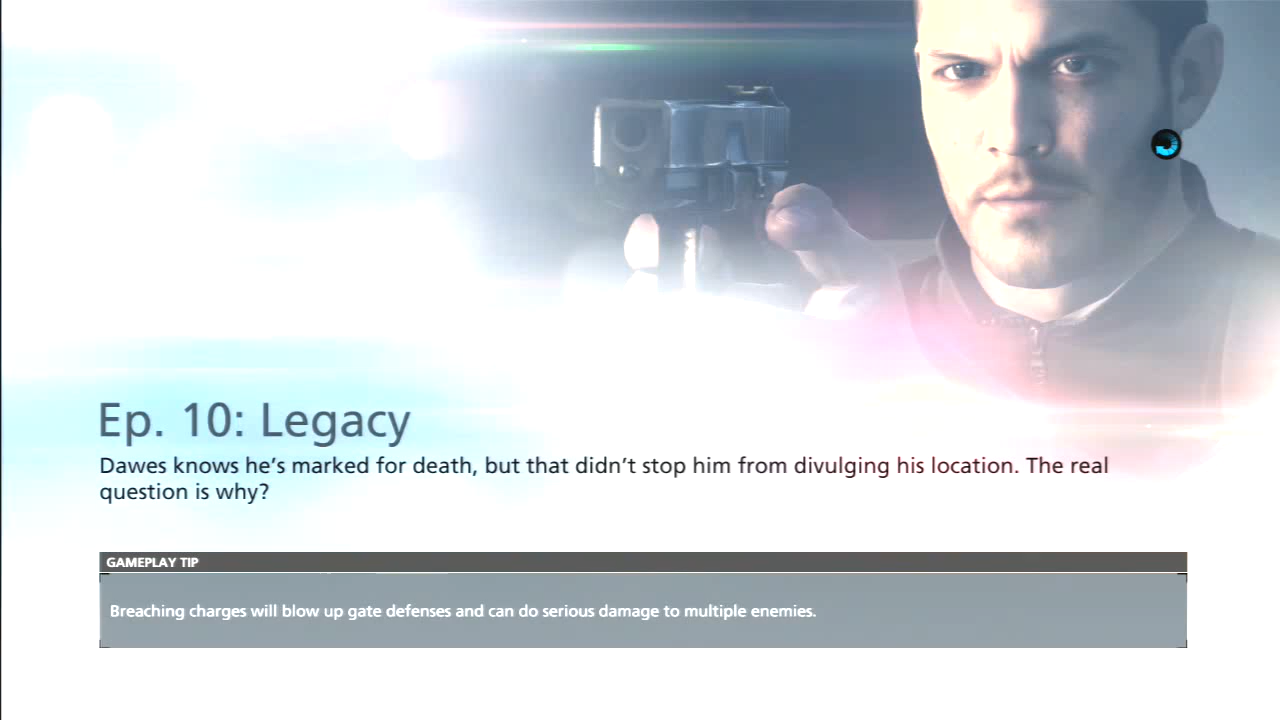 Ep. 10: Legacy
Dawes knows he's marked for death, but that didn't stop him from divulging his location. The real
question is why?
GAMEPLAY TIP
Breaching charges will blow up gate defenses and can do serious damage to multiple enemies.